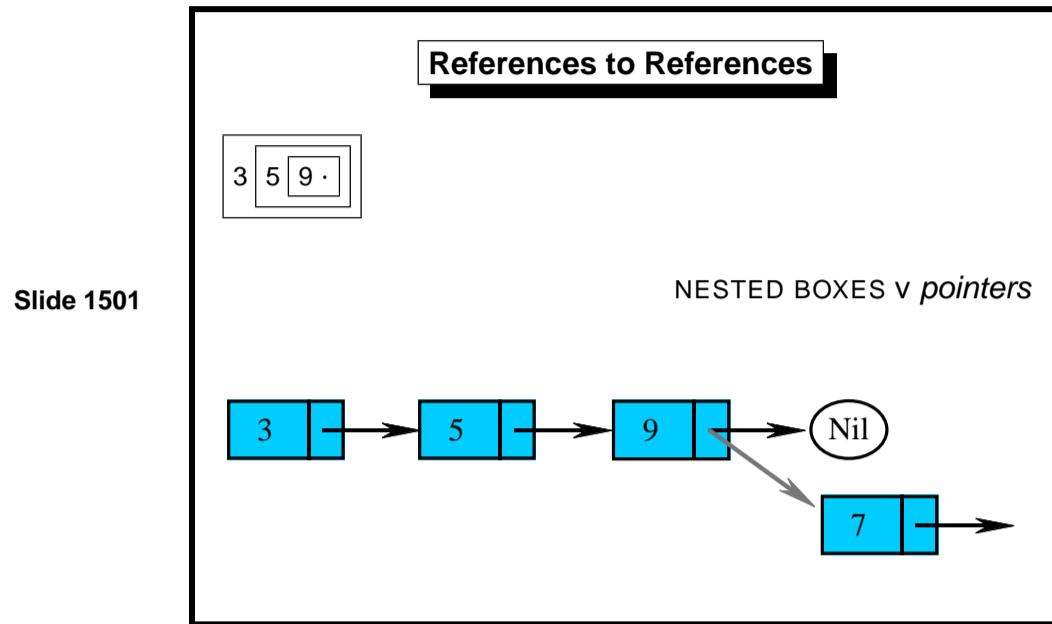 References to References
3 5 9 ·
Slide 1501
NESTED BOXES v pointers
3 5 9 Nil
7